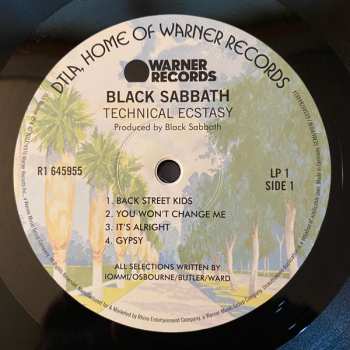 DTLA, HOME OF WARNER RECORDS
WARNER
RECORDS
BLACK SABBATH
TECHNICAL ECSTASY
Produced by Black Sabbath
R1 645955
LP 1
SIDE 1
1. BACK STREET KIDS
2. YOU WON'T CHANGE ME
3. IT'S ALRIGHT
4. GYPSY
ALL SELECTIONS WRITTEN BY
IOMMI/OSBOURNE/BUTLER/WARD